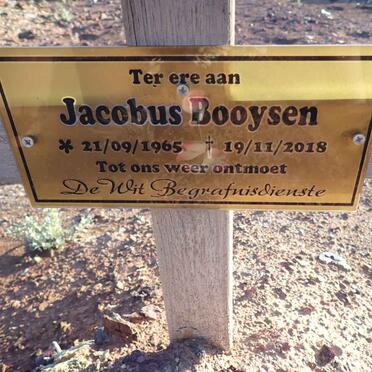 Ter ere aan
Jacobus Booysen
* 21/09/1965 † 19/11/2018
Tot ons weer ontmoet
De Wit Begrafnisdienste